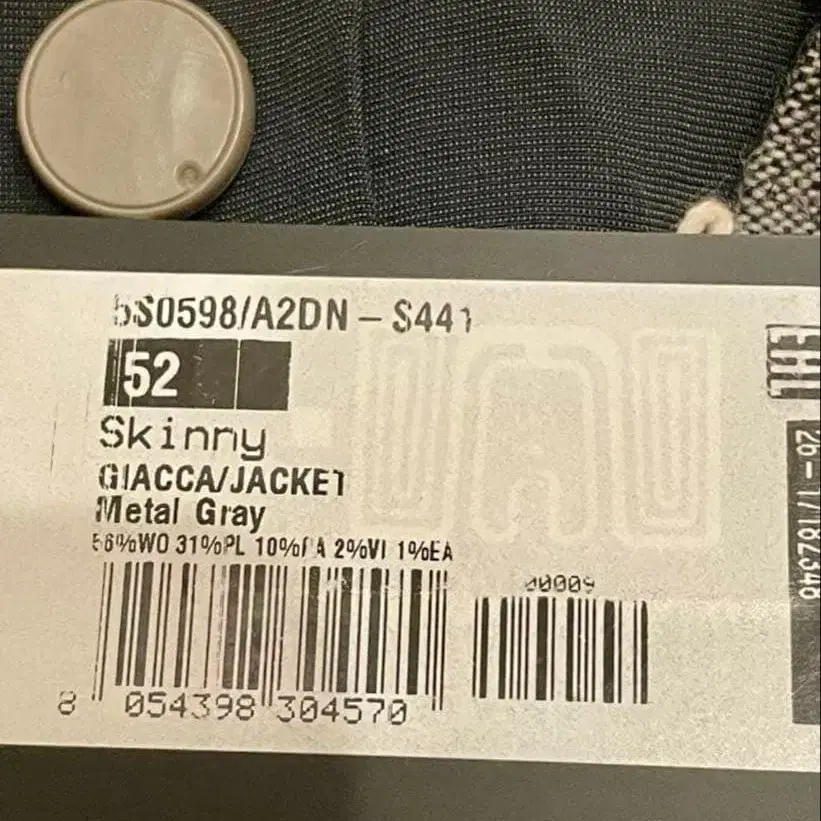 5S0598/A2DN – S441
52
Skinny
GIACCA/JACKET
Metal Gray
56%WO 31%PL 10%PA 2%VI 1%EA
00009
8 054398 304570
EAC